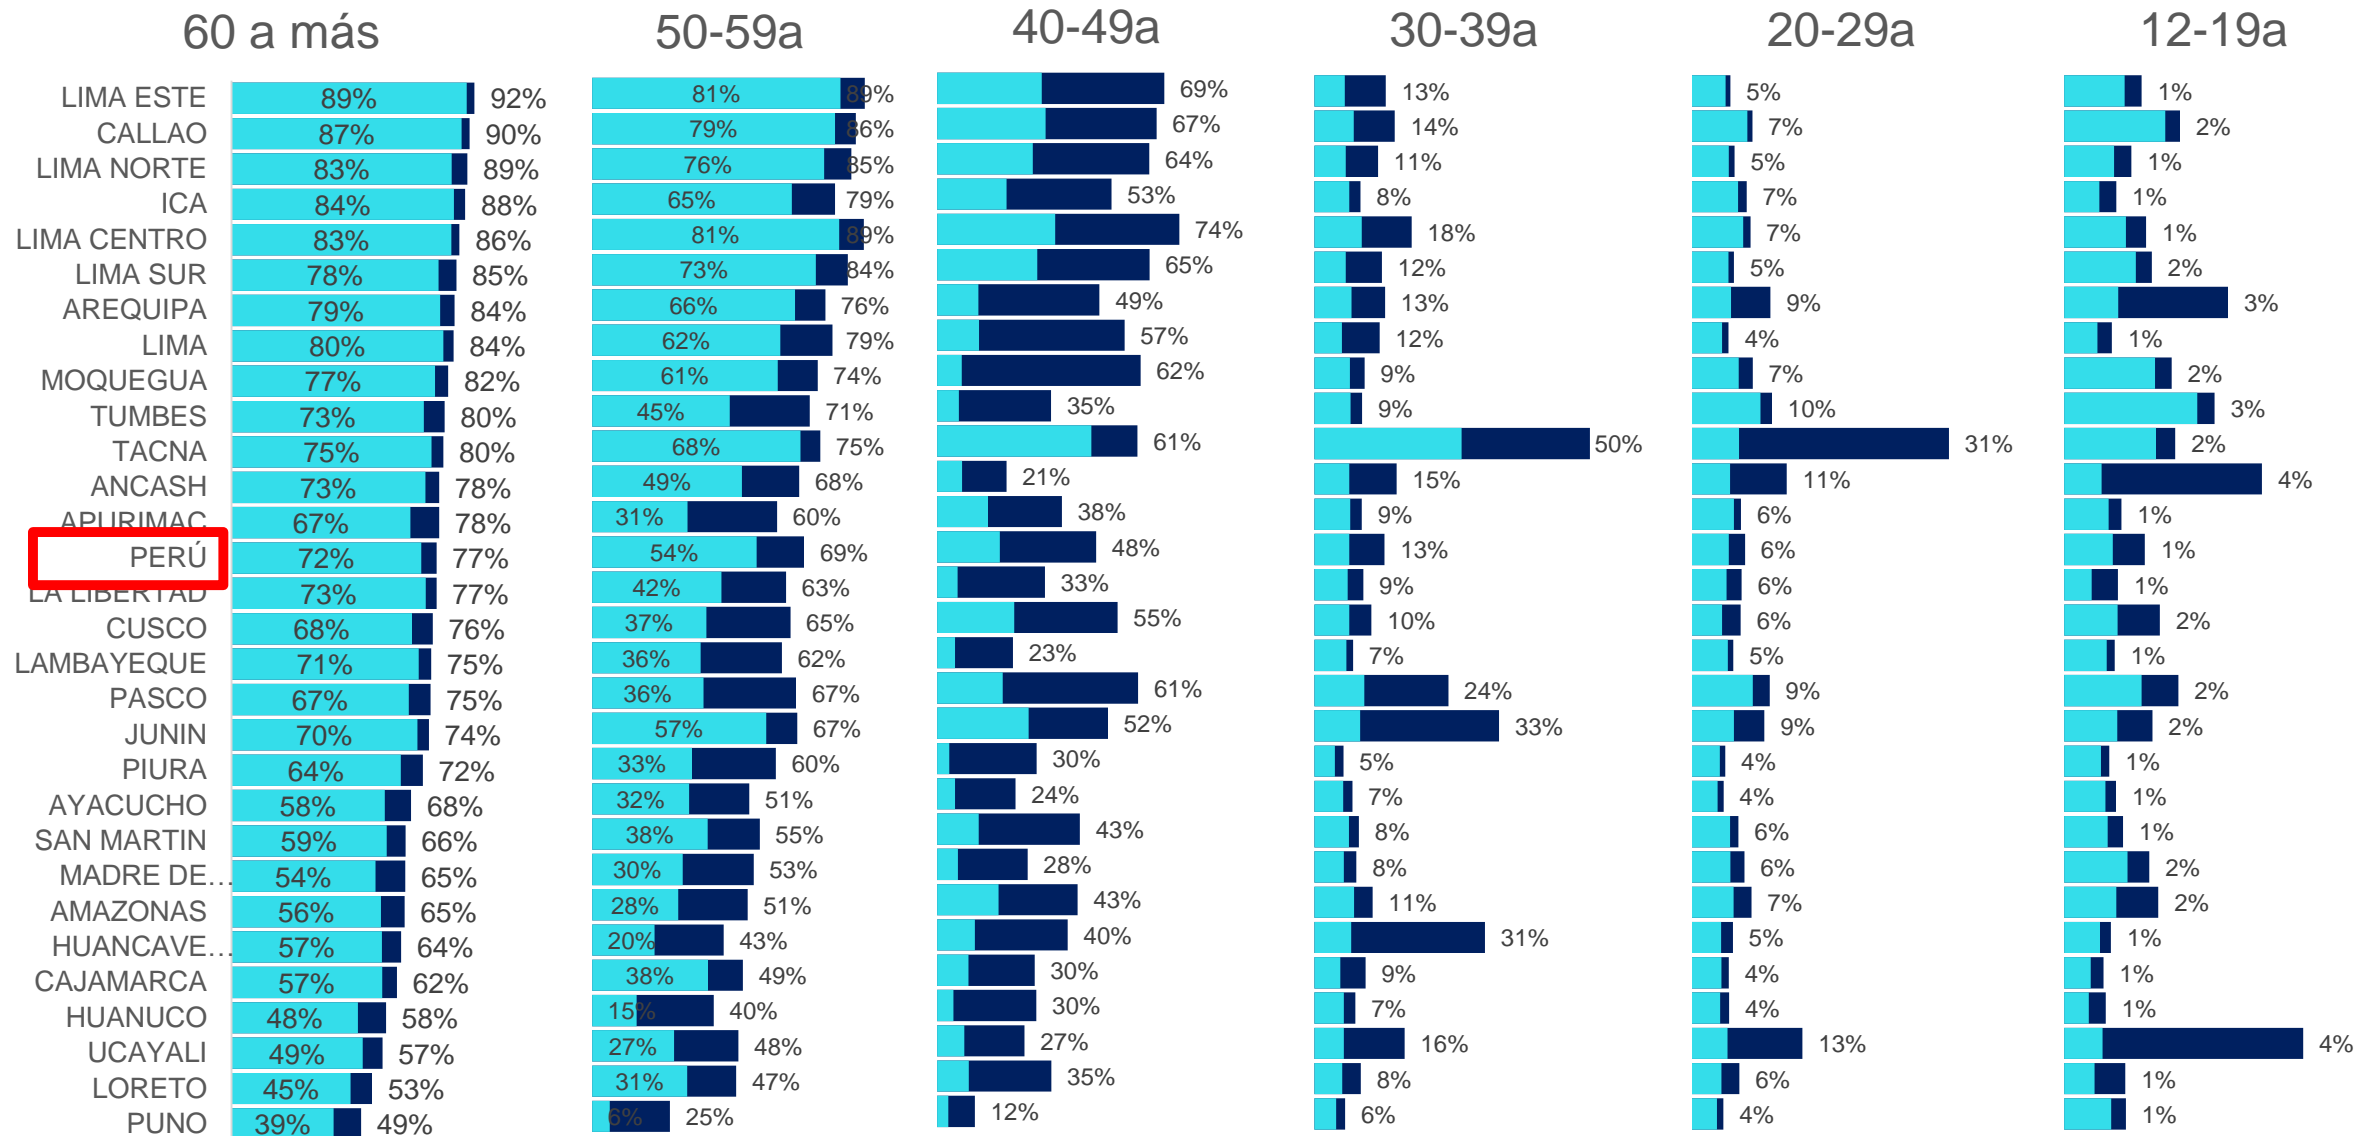 60 a más 50-59a 40-49a 30-39a 20-29a 12-19a
LIMA ESTE 89% 92% 81% 89% 69% 13% 5% 1%
CALLAO 87% 90% 79% 86% 67% 14% 7% 2%
LIMA NORTE 83% 89% 76% 85% 64% 11% 5% 1%
ICA 84% 88% 65% 79% 53% 8% 7% 1%
LIMA CENTRO 83% 86% 81% 89% 74% 18% 7% 1%
LIMA SUR 78% 85% 73% 84% 65% 12% 5% 2%
AREQUIPA 79% 84% 66% 76% 49% 13% 9% 3%
LIMA 80% 84% 62% 79% 57% 12% 4% 1%
MOQUEGUA 77% 82% 61% 74% 62% 9% 7% 2%
TUMBES 73% 80% 45% 71% 35% 9% 10% 3%
TACNA 75% 80% 68% 75% 61% 50% 31% 2%
ANCASH 73% 78% 49% 68% 21% 15% 11% 4%
APURIMAC 67% 78% 31% 60% 38% 9% 6% 1%
PERÚ 72% 77% 54% 69% 48% 13% 6% 1%
LA LIBERTAD 73% 77% 42% 63% 33% 9% 6% 1%
CUSCO 68% 76% 37% 65% 55% 10% 6% 2%
LAMBAYEQUE 71% 75% 36% 62% 23% 7% 5% 1%
PASCO 67% 75% 36% 67% 61% 24% 9% 2%
JUNIN 70% 74% 57% 67% 52% 33% 9% 2%
PIURA 64% 72% 33% 60% 30% 5% 4% 1%
AYACUCHO 58% 68% 32% 51% 24% 7% 4% 1%
SAN MARTIN 59% 66% 38% 55% 43% 8% 6% 1%
MADRE DE… 54% 65% 30% 53% 28% 8% 6% 2%
AMAZONAS 56% 65% 28% 51% 43% 11% 7% 2%
HUANCAVE… 57% 64% 20% 43% 40% 31% 5% 1%
CAJAMARCA 57% 62% 38% 49% 30% 9% 4% 1%
HUANUCO 48% 58% 15% 40% 30% 7% 4% 1%
UCAYALI 49% 57% 27% 48% 27% 16% 13% 4%
LORETO 45% 53% 31% 47% 35% 8% 6% 1%
PUNO 39% 49% 6% 25% 12% 6% 4% 1%